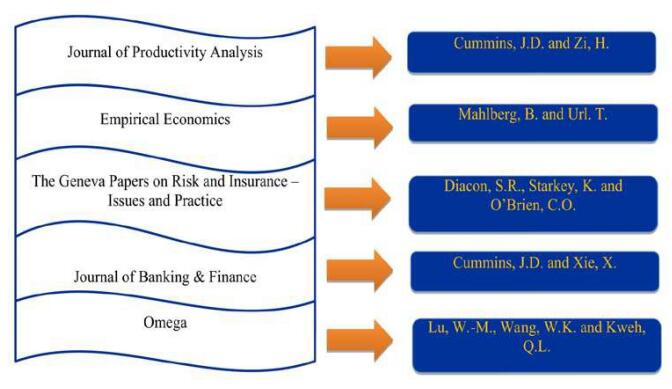 Journal of Productivity Analysis
Cummins, J.D. and Zi, H.
Empirical Economics
Mahlberg, B. and Url. T.
The Geneva Papers on Risk and Insurance –
Issues and Practice
Diacon, S.R., Starkey, K. and
O’Brien, C.O.
Journal of Banking & Finance
Cummins, J.D. and Xie, X.
Omega
Lu, W.-M., Wang, W.K. and Kweh,
Q.L.